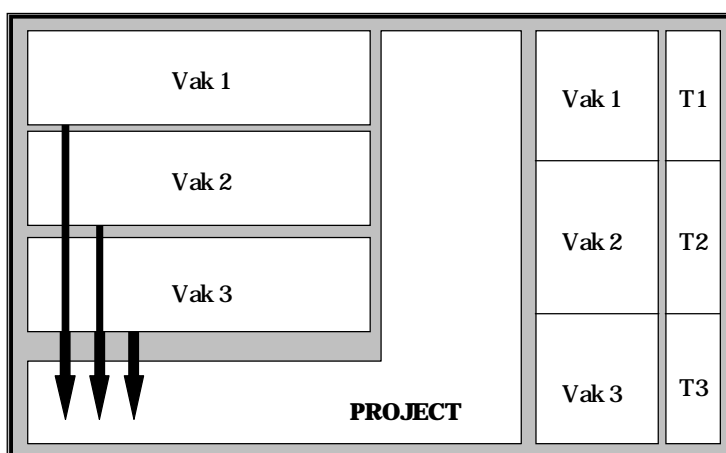 Vak 1
Vak 2
Vak 3
PROJECT
Vak 1
Vak 2
Vak 3
T1
T2
T3